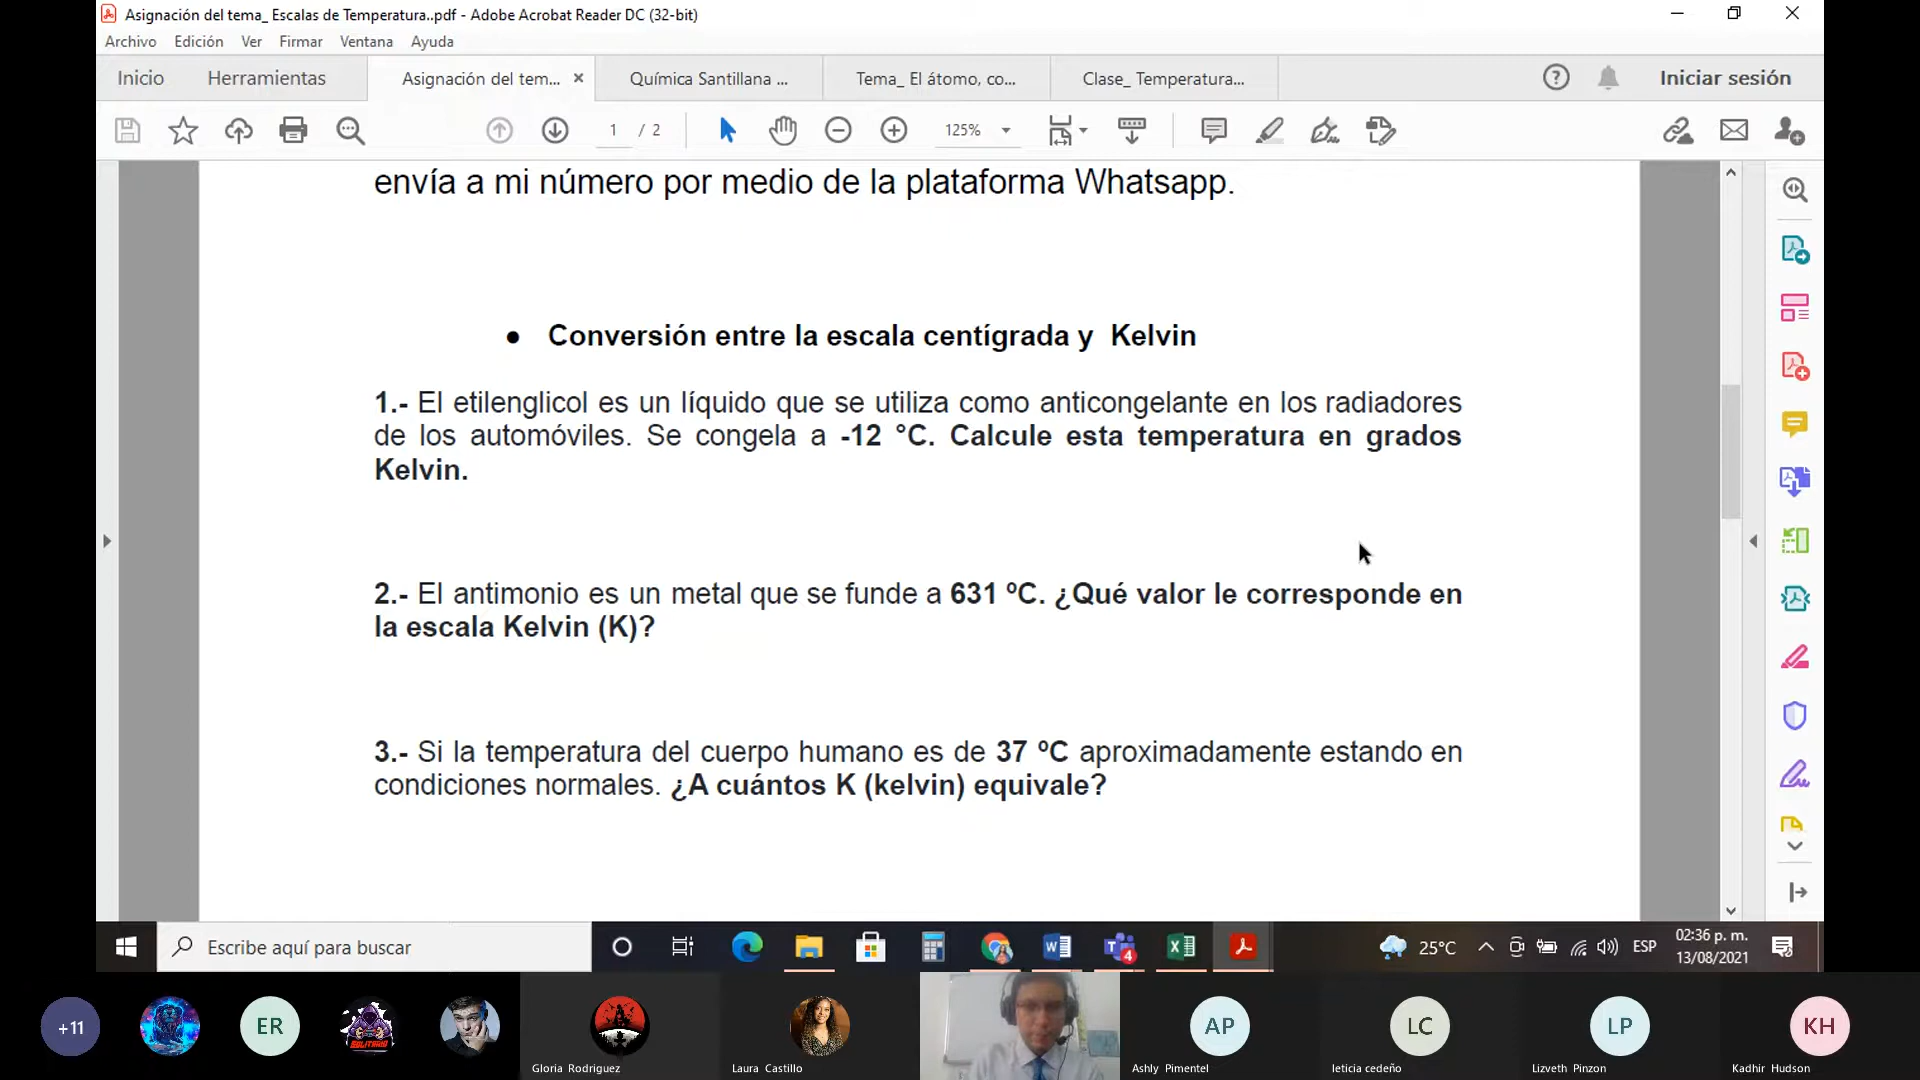 Asignación del tema_ Escalas de Temperatura..pdf - Adobe Acrobat Reader DC (32-bit)
Archivo Edición Ver Firmar Ventana Ayuda
Inicio Herramientas Asignación del tem... × Química Santillana ... Tema_ El átomo, co... Clase_ Temperatura... Iniciar sesión
1 / 2 125%
envía a mi número por medio de la plataforma Whatsapp.
● Conversión entre la escala centígrada y Kelvin
1.- El etilenglicol es un líquido que se utiliza como anticongelante en los radiadores
de los automóviles. Se congela a -12 °C. Calcule esta temperatura en grados
Kelvin.
2.- El antimonio es un metal que se funde a 631 ºC. ¿Qué valor le corresponde en
la escala Kelvin (K)?
3.- Si la temperatura del cuerpo humano es de 37 ºC aproximadamente estando en
condiciones normales. ¿A cuántos K (kelvin) equivale?
Escribe aquí para buscar
4
25°C
ESP
02:36 p. m.
13/08/2021
+11
ER
SOLITARIO
AP
LC
LP
KH
Gloria Rodriguez
Laura Castillo
Ashly Pimentel
leticia cedeño
Lizveth Pinzon
Kadhir Hudson